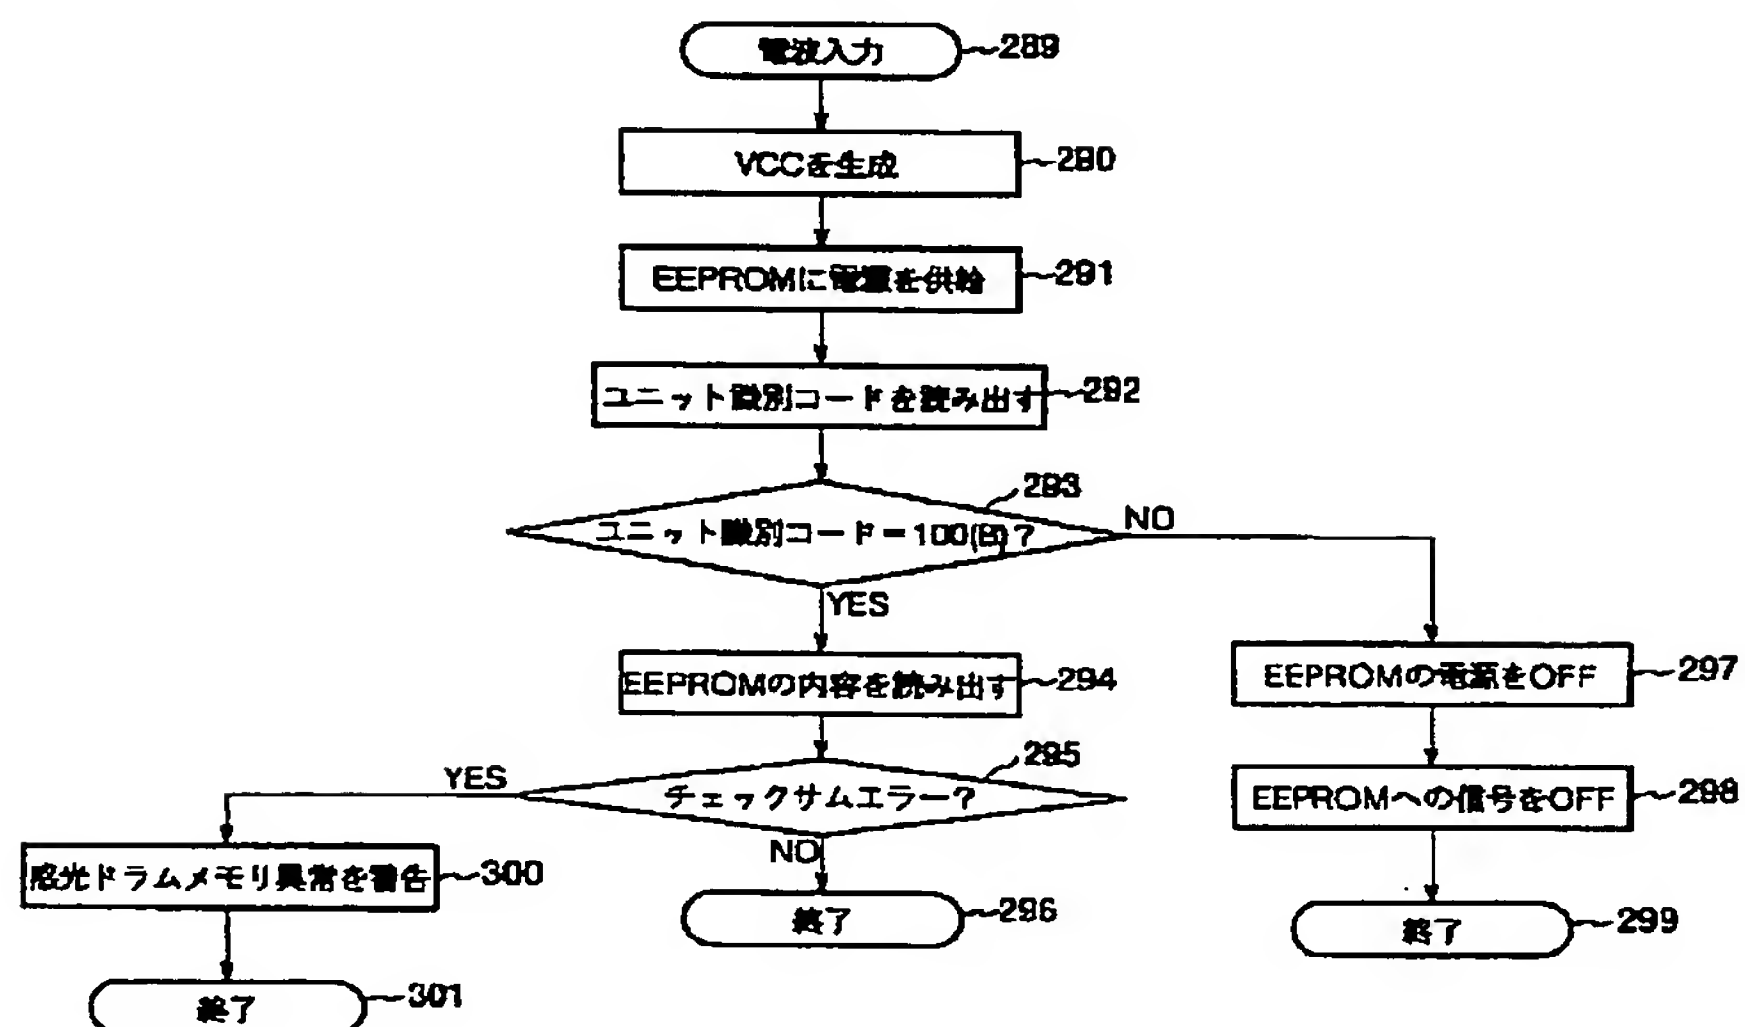 電波入力
289
VCCを生成
290
EEPROMに電源を供給
291
ユニット識別コードを読み出す
292
293
ユニット識別コード=100(B)?
NO
YES
EEPROMの内容を読み出す
294
EEPROMの電源をOFF
297
295
YES
チェックサムエラー?
EEPROMへの信号をOFF
298
NO
感光ドラムメモリ異常を警告
300
終了
296
終了
299
終了
301